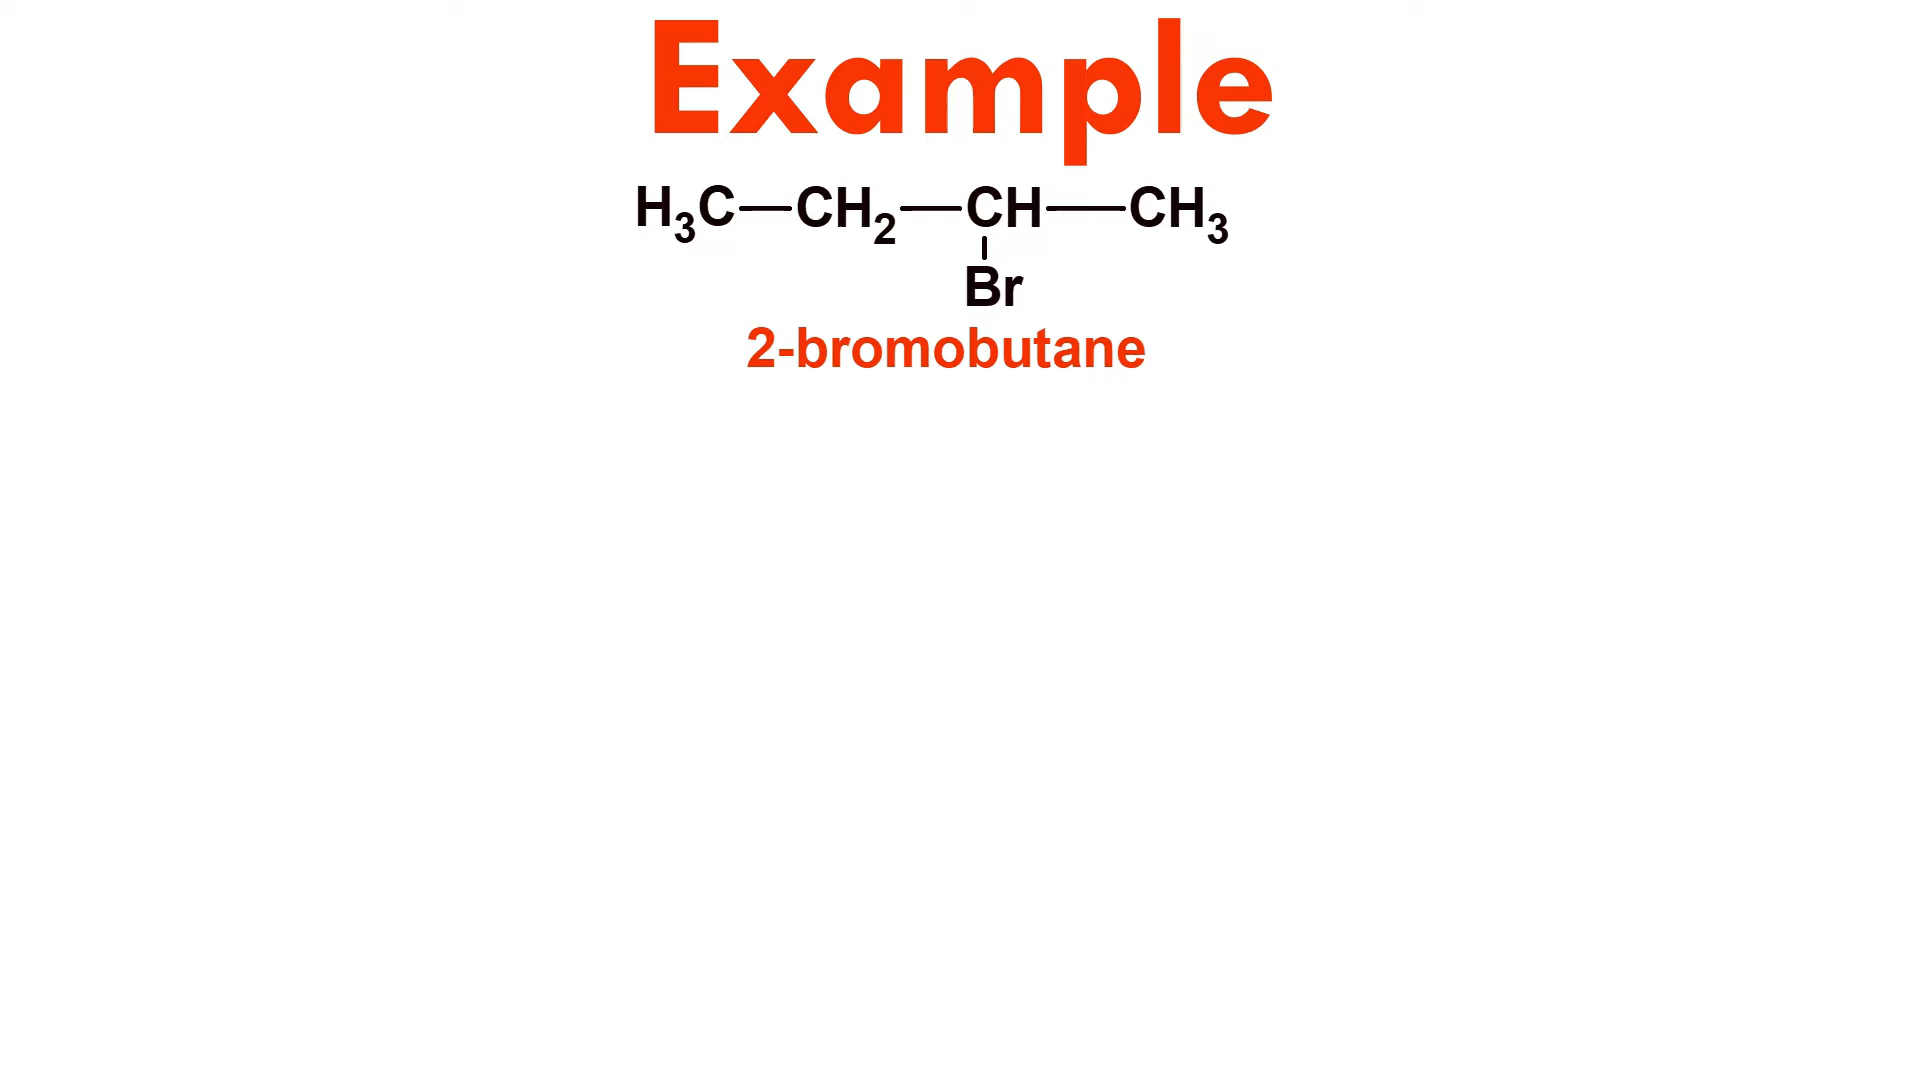 Example
H₃C—CH₂—CH—CH₃
Br
2-bromobutane